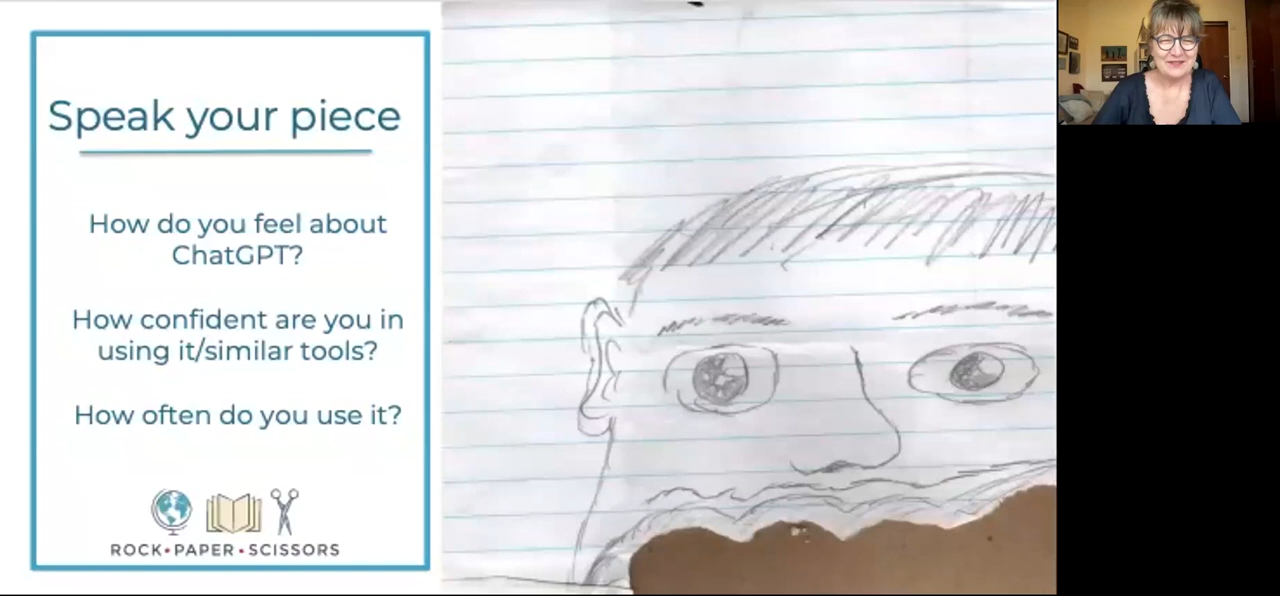 Speak your piece
How do you feel about
ChatGPT?
How confident are you in
using it/similar tools?
How often do you use it?
ROCK•PAPER•SCISSORS